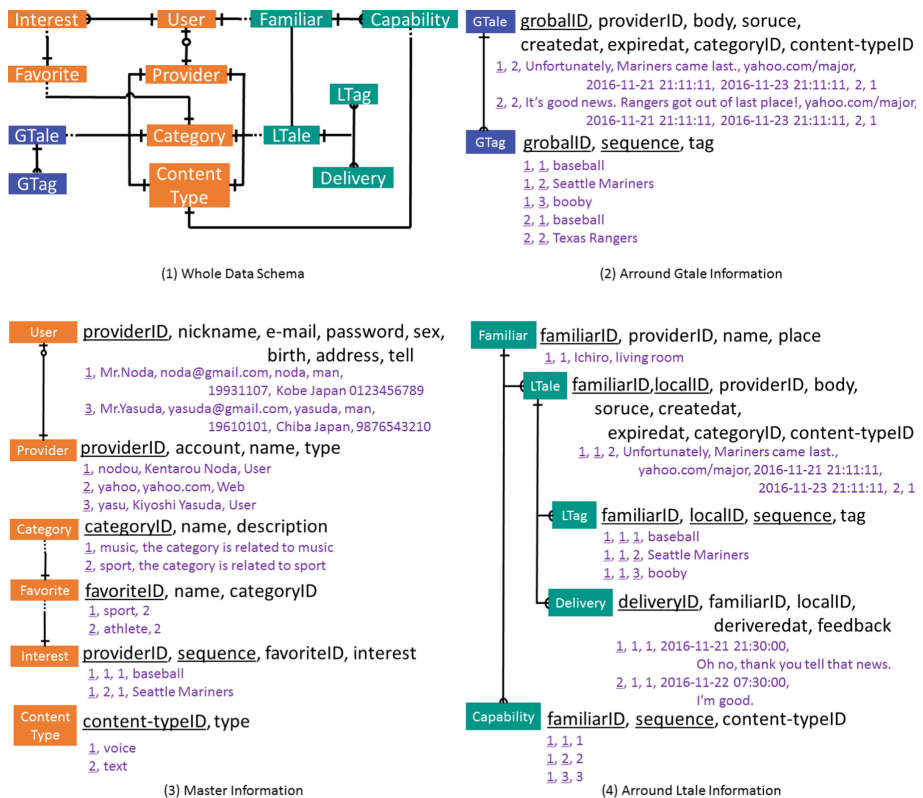 Interest
User
Familiar
Capability
Favorite
Provider
LTag
GTale
Category
LTale
GTag
Content
Type
Delivery
(1) Whole Data Schema
GTale
grobalID, providerID, body, soruce,
createdat, expiredat, categoryID, content-typeID
1, 2, Unfortunately, Mariners came last., yahoo.com/major,
2016-11-21 21:11:11, 2016-11-23 21:11:11, 2, 1
2, 2, It's good news. Rangers got out of last place!, yahoo.com/major,
2016-11-21 21:11:11, 2016-11-23 21:11:11, 2, 1
GTag
grobalID, sequence, tag
1, 1, baseball
1, 2, Seattle Mariners
1, 3, booby
2, 1, baseball
2, 2, Texas Rangers
(2) Arround Gtale Information
User
providerID, nickname, e-mail, password, sex,
birth, address, tell
1, Mr.Noda, noda@gmail.com, noda, man,
19931107, Kobe Japan 0123456789
3, Mr.Yasuda, yasuda@gmail.com, yasuda, man,
19610101, Chiba Japan, 9876543210
Provider
providerID, account, name, type
1, nodou, Kentarou Noda, User
2, yahoo, yahoo.com, Web
3, yasu, Kiyoshi Yasuda, User
Category
categoryID, name, description
1, music, the category is related to music
2, sport, the category is related to sport
Favorite
favoriteID, name, categoryID
1, sport, 2
2, athlete, 2
Interest
providerID, sequence, favoriteID, interest
1, 1, 1, baseball
1, 2, 1, Seattle Mariners
Content
Type
content-typeID, type
1, voice
2, text
(3) Master Information
Familiar
familiarID, providerID, name, place
1, 1, Ichiro, living room
LTale
familiarID,localID, providerID, body,
soruce, createdat,
expiredat, categoryID, content-typeID
1, 1, 2, Unfortunately, Mariners came last.,
yahoo.com/major, 2016-11-21 21:11:11,
2016-11-23 21:11:11, 2, 1
LTag
familiarID, localID, sequence, tag
1, 1, 1, baseball
1, 1, 2, Seattle Mariners
1, 1, 3, booby
Delivery
deliveryID, familiarID, localID,
deriveredat, feedback
1, 1, 1, 2016-11-21 21:30:00,
Oh no, thank you tell that news.
2, 1, 1, 2016-11-22 07:30:00,
I'm good.
Capability
familiarID, sequence, content-typeID
1, 1, 1
1, 2, 2
1, 3, 3
(4) Arround Ltale Information